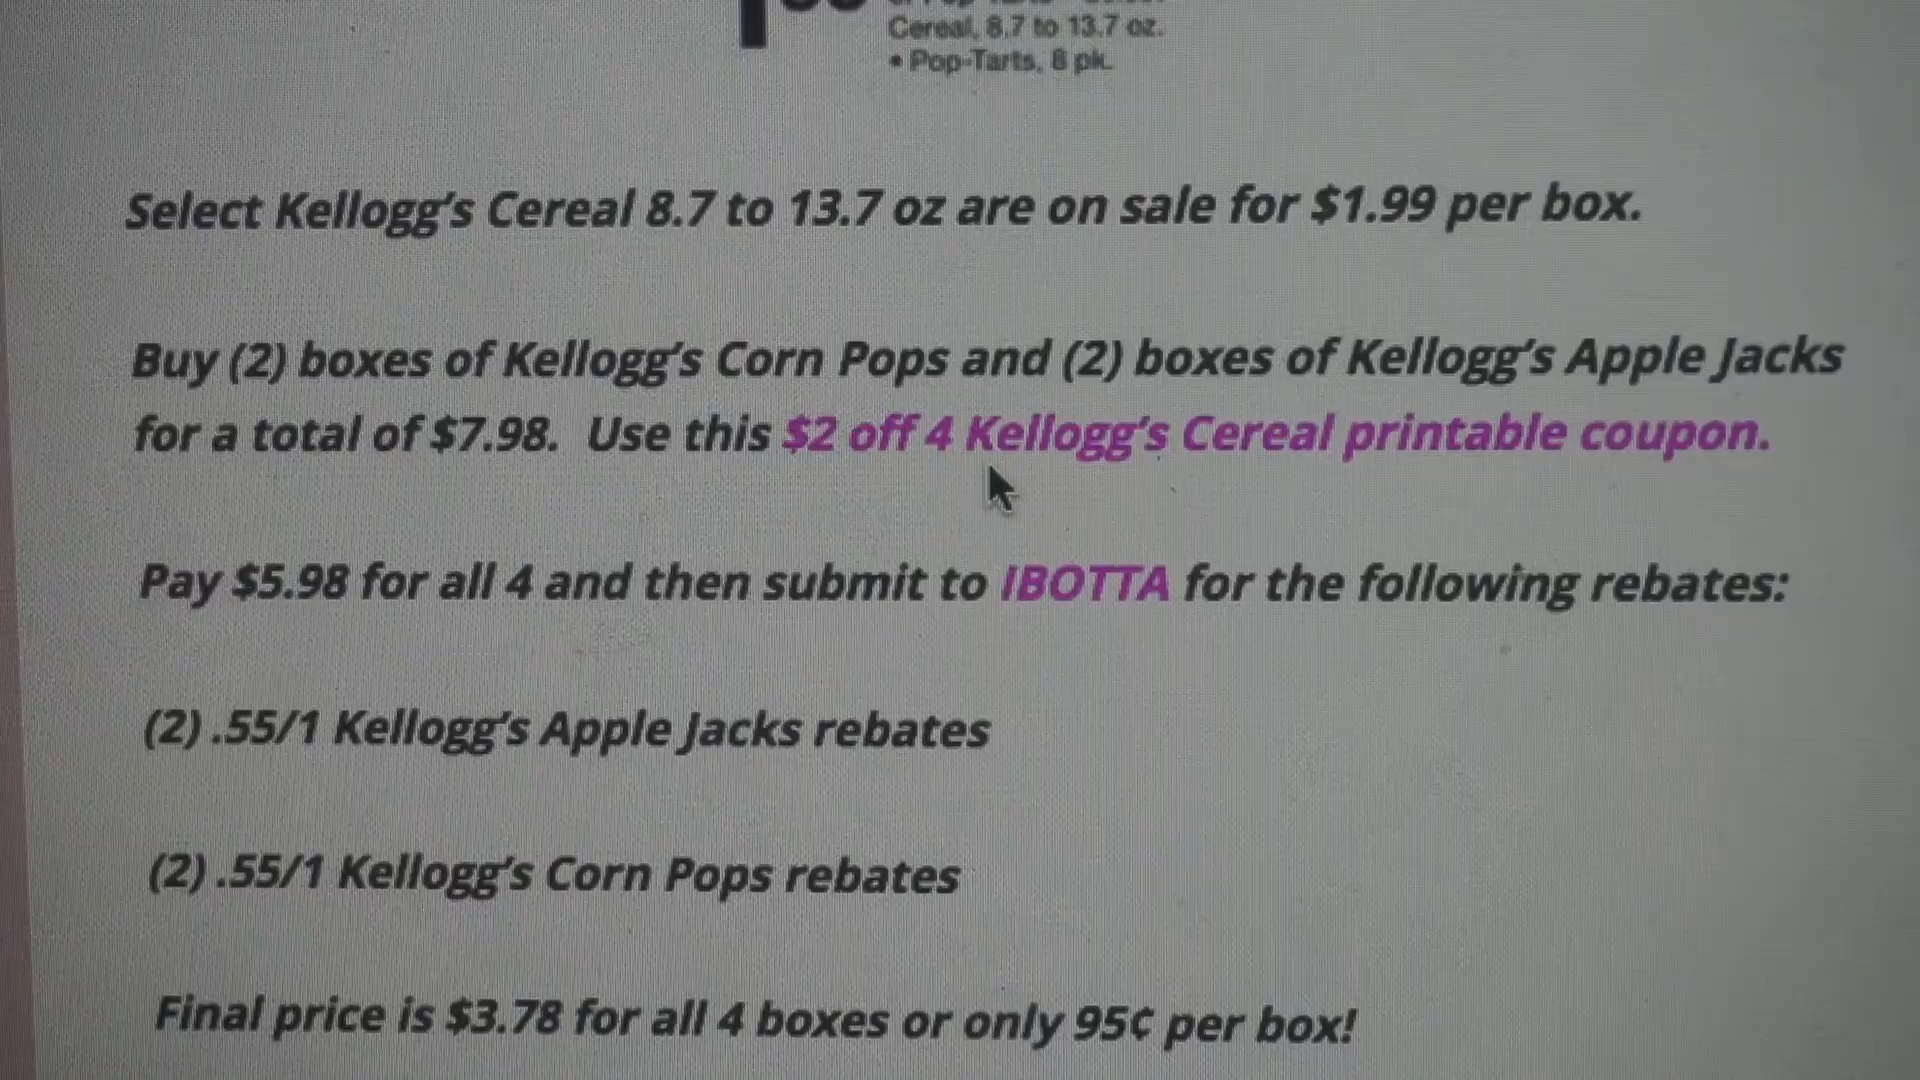 Cereal, 8.7 to 13.7 oz.
• Pop-Tarts, 8 pk.
Select Kellogg's Cereal 8.7 to 13.7 oz are on sale for $1.99 per box.
Buy (2) boxes of Kellogg's Corn Pops and (2) boxes of Kellogg's Apple Jacks
for a total of $7.98.  Use this $2 off 4 Kellogg's Cereal printable coupon.
Pay $5.98 for all 4 and then submit to IBOTTA for the following rebates:
(2) .55/1 Kellogg's Apple Jacks rebates
(2) .55/1 Kellogg's Corn Pops rebates
Final price is $3.78 for all 4 boxes or only 95¢ per box!